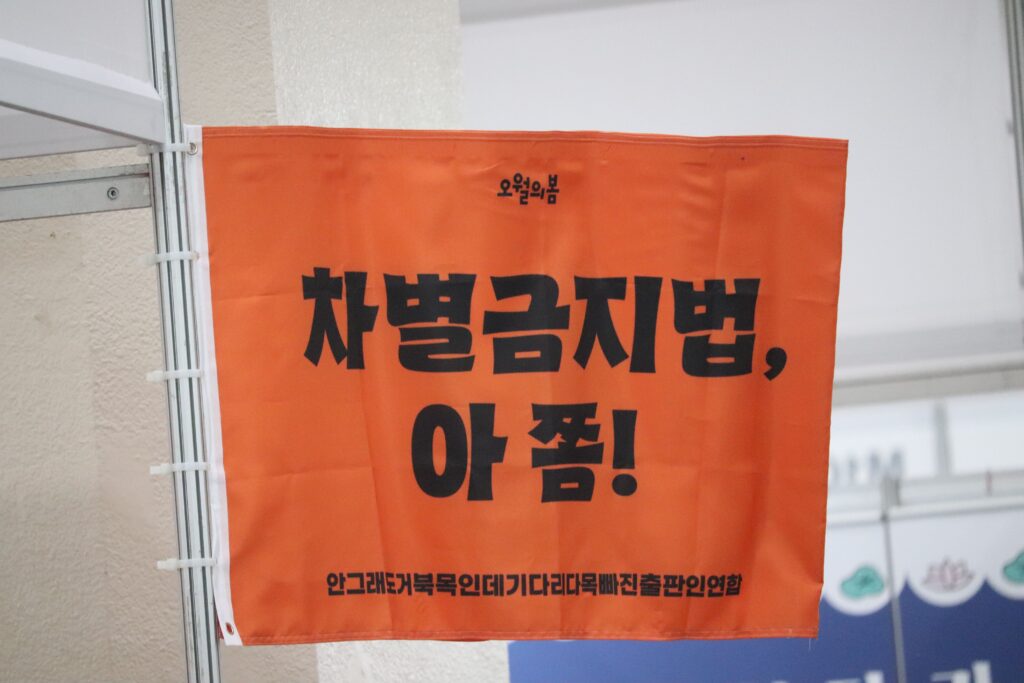 오월의봄
차별금지법,
아 쫌!
안그래도거북목인데기다리다목빠진출판인연합